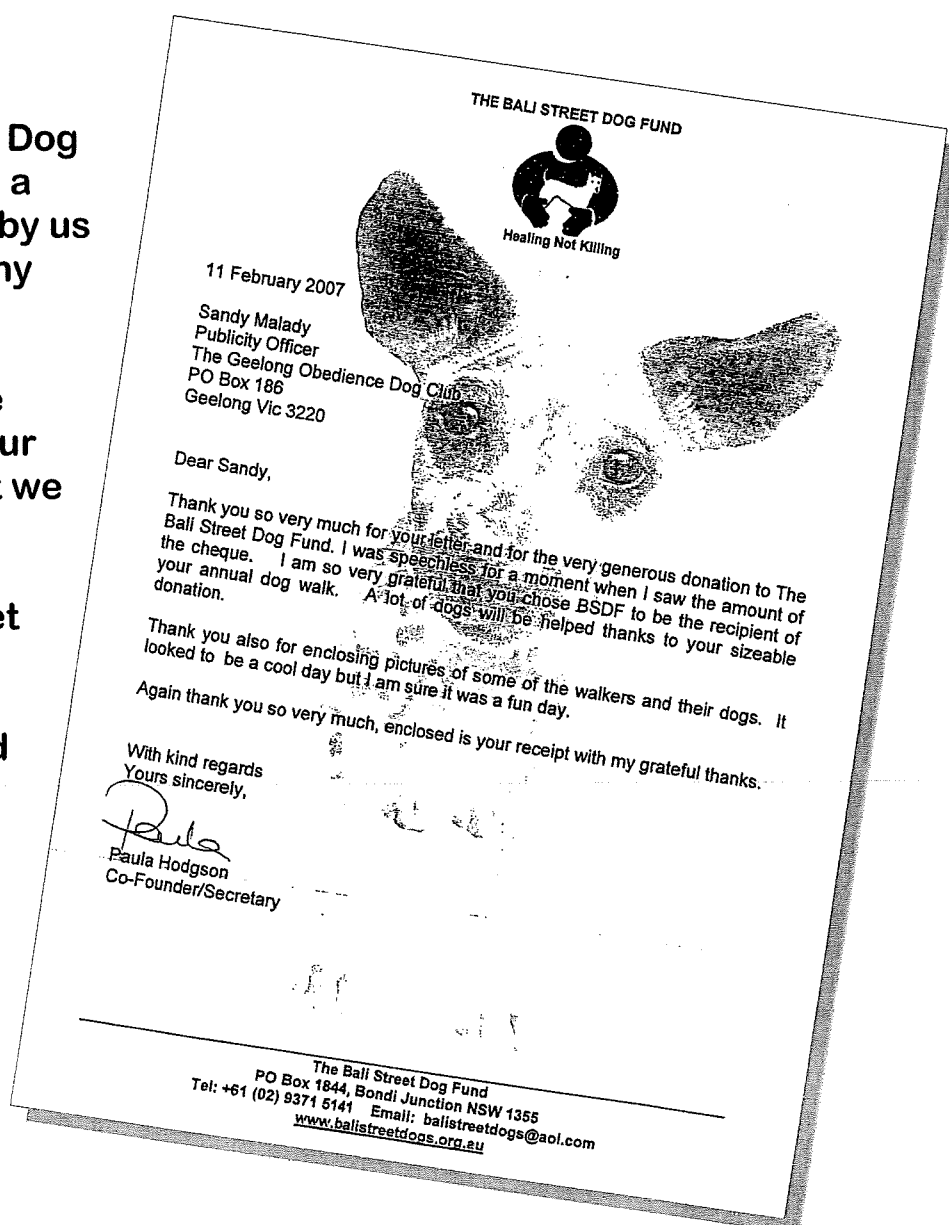 Dog
a
by us
ny
e
ur
t we
et
d
THE BALI STREET DOG FUND
Healing Not Killing
11 February 2007
Sandy Malady
Publicity Officer
The Geelong Obedience Dog Club
PO Box 186
Geelong Vic 3220
Dear Sandy,
Thank you so very much for your letter and for the very generous donation to The
Bali Street Dog Fund. I was speechless for a moment when I saw the amount of
the cheque. I am so very grateful that you chose BSDF to be the recipient of
your annual dog walk. A lot of dogs will be helped thanks to your sizeable
donation.
Thank you also for enclosing pictures of some of the walkers and their dogs. It
looked to be a cool day but I am sure it was a fun day.
Again thank you so very much, enclosed is your receipt with my grateful thanks.
With kind regards
Yours sincerely,
Paula
Paula Hodgson
Co-Founder/Secretary
The Bali Street Dog Fund
PO Box 1844, Bondi Junction NSW 1355
Tel: +61 (02) 9371 5141 Email: balistreetdogs@aol.com
www.balistreetdogs.org.au